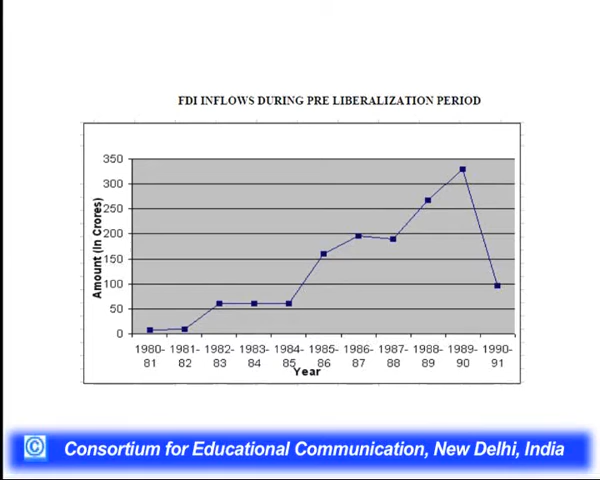 FDI INFLOWS DURING PRE LIBERALIZATION PERIOD
Amount (In Crores)
350
300
250
200
150
100
50
0
1980-81 1981-82 1982-83 1983-84 1984-85 1985-86 1986-87 1987-88 1988-89 1989-90 1990-91
Year
© Consortium for Educational Communication, New Delhi, India